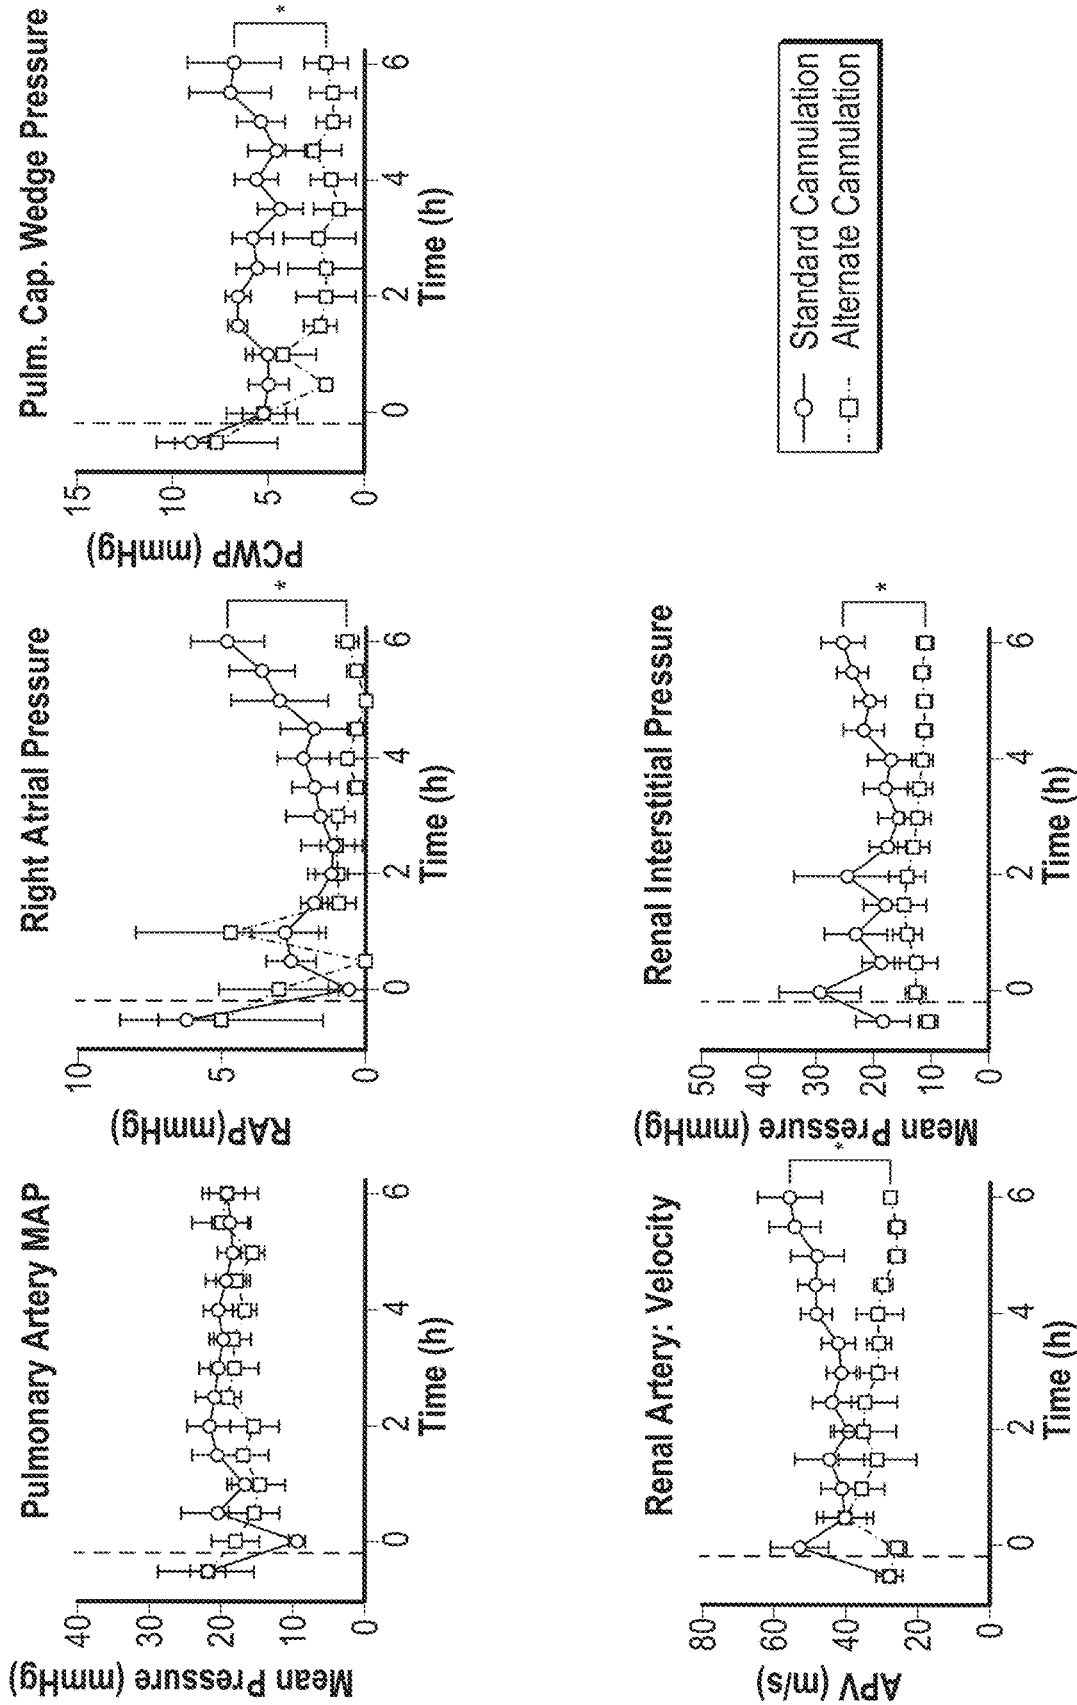 Pulmonary Artery MAP
Mean Pressure (mmHg)
40
30
20
10
0
0
2
4
6
Time (h)
Right Atrial Pressure
RAP(mmHg)
10
5
0
0
2
4
6
Time (h)
*
Pulm. Cap. Wedge Pressure
PCWP (mmHg)
15
10
5
0
0
2
4
6
Time (h)
*
Renal Artery: Velocity
APV (m/s)
80
60
40
20
0
0
2
4
6
Time (h)
*
Renal Interstitial Pressure
Mean Pressure (mmHg)
50
40
30
20
10
0
0
2
4
6
Time (h)
*
Standard Cannulation
Alternate Cannulation